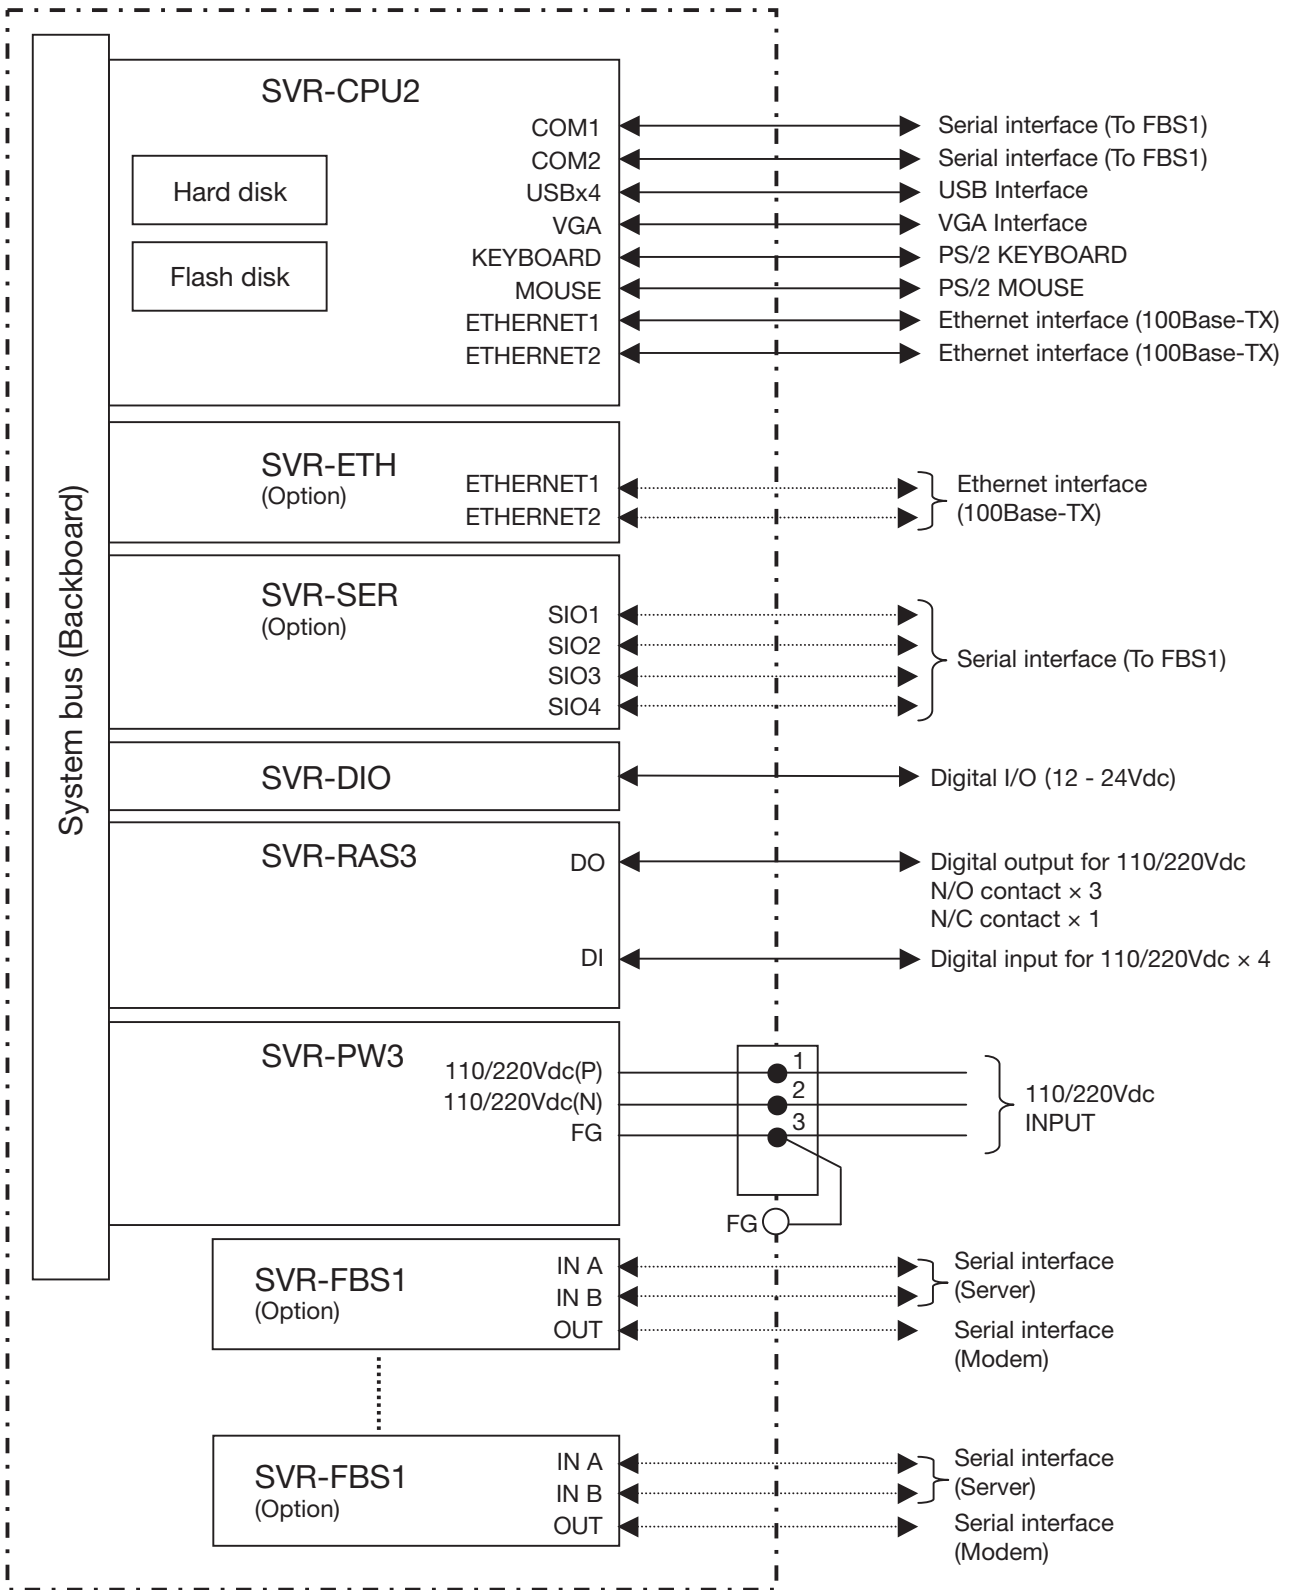 System bus (Backboard)
SVR-CPU2
Hard disk
Flash disk
COM1
Serial interface (To FBS1)
COM2
Serial interface (To FBS1)
USBx4
USB Interface
VGA
VGA Interface
KEYBOARD
PS/2 KEYBOARD
MOUSE
PS/2 MOUSE
ETHERNET1
Ethernet interface (100Base-TX)
ETHERNET2
Ethernet interface (100Base-TX)
SVR-ETH
(Option)
ETHERNET1
ETHERNET2
Ethernet interface
(100Base-TX)
SVR-SER
(Option)
SIO1
SIO2
SIO3
SIO4
Serial interface (To FBS1)
SVR-DIO
Digital I/O (12 - 24Vdc)
SVR-RAS3
DO
Digital output for 110/220Vdc
N/O contact × 3
N/C contact × 1
DI
Digital input for 110/220Vdc × 4
SVR-PW3
110/220Vdc(P)
110/220Vdc(N)
FG
1
2
3
110/220Vdc
INPUT
FG
SVR-FBS1
(Option)
IN A
IN B
OUT
Serial interface
(Server)
Serial interface
(Modem)
SVR-FBS1
(Option)
IN A
IN B
OUT
Serial interface
(Server)
Serial interface
(Modem)